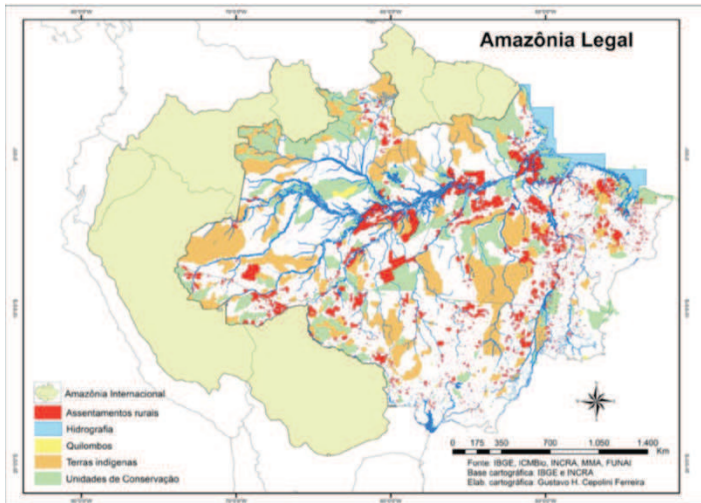 Amazônia Legal
Amazônia Internacional
Assentamentos rurais
Hidrografia
Quilombos
Terras indígenas
Unidades de Conservação
0 175 350 700 1.050 1.400
Km
Fonte: IBGE, ICMBio, INCRA, MMA, FUNAI
Base cartográfica: IBGE e INCRA
Elab. cartográfica: Gustavo H. Cepolini Ferreira